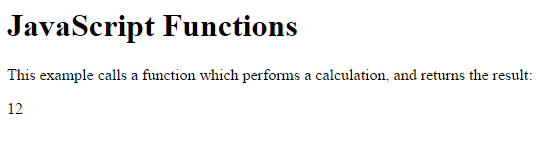 JavaScript Functions
This example calls a function which performs a calculation, and returns the result:
12